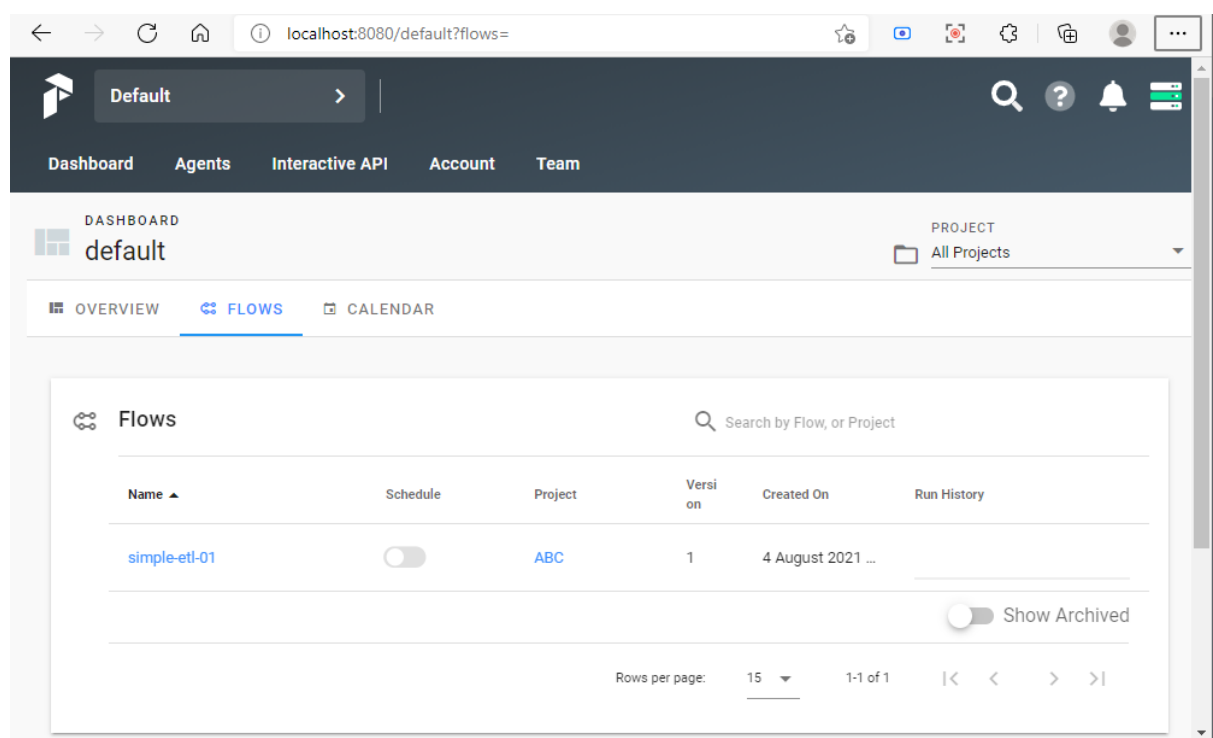 localhost:8080/default?flows=
Default
Dashboard Agents Interactive API Account Team
DASHBOARD
default
PROJECT
All Projects
OVERVIEW FLOWS CALENDAR
Flows
Search by Flow, or Project
Name Schedule Project Versi
on Created On Run History
simple-etl-01 ABC 1 4 August 2021 ...
Show Archived
Rows per page: 15 1-1 of 1